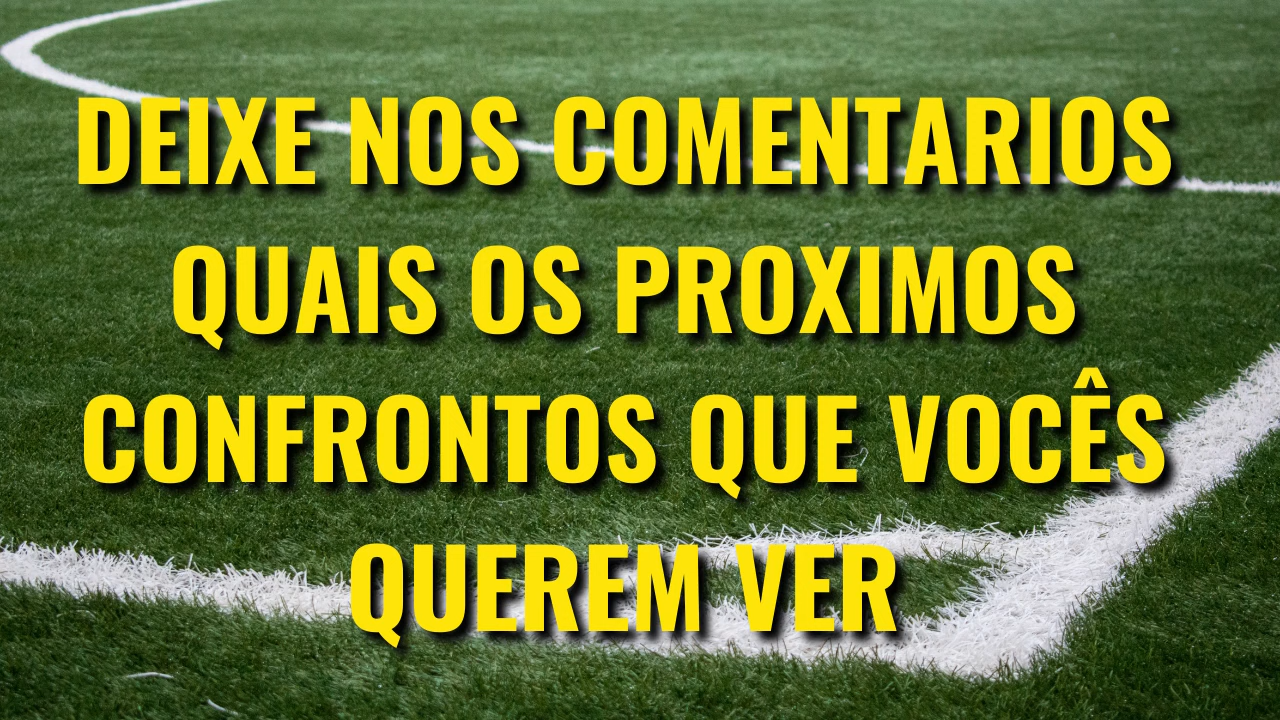 DEIXE NOS COMENTARIOS
QUAIS OS PROXIMOS
CONFRONTOS QUE VOCÊS
QUEREM VER